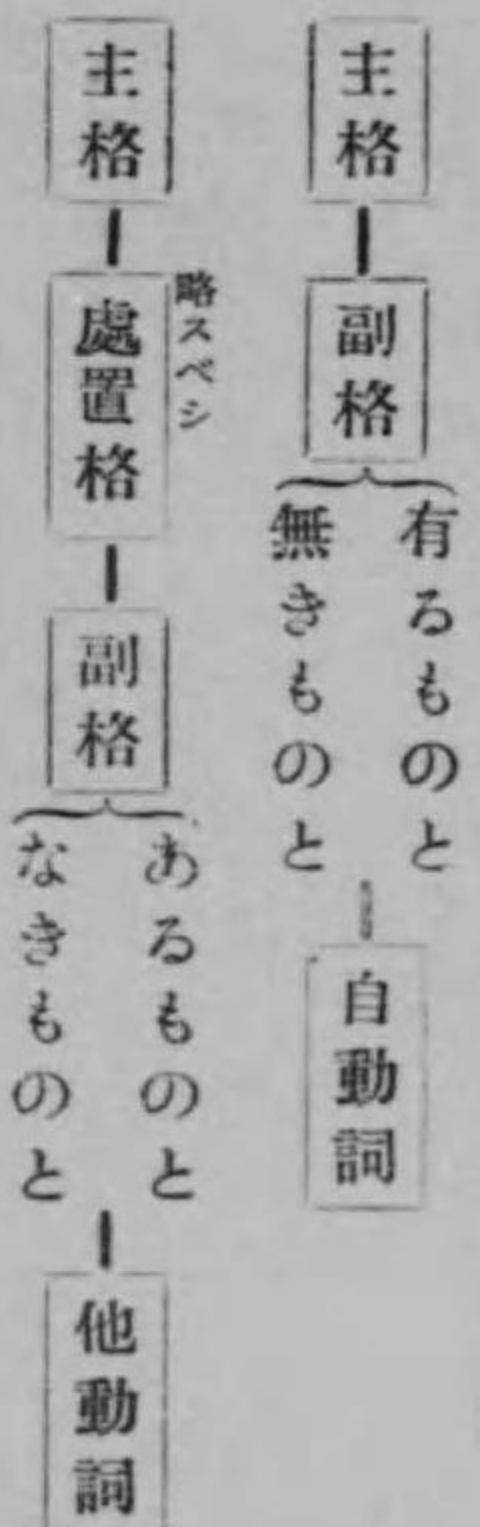 主格
副格
有るものと
無きものと
自動詞
主格
略スベシ
處置格
副格
あるものと
なきものと
他動詞